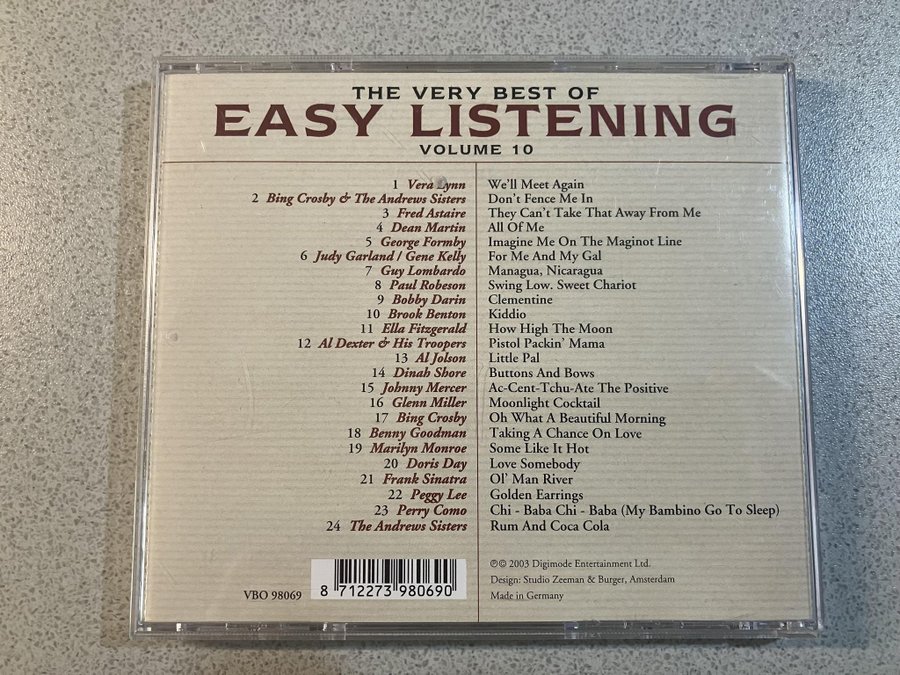 THE VERY BEST OF
EASY LISTENING
VOLUME 10
1 Vera Lynn We'll Meet Again
2 Bing Crosby & The Andrews Sisters Don't Fence Me In
3 Fred Astaire They Can't Take That Away From Me
4 Dean Martin All Of Me
5 George Formby Imagine Me On The Maginot Line
6 Judy Garland / Gene Kelly For Me And My Gal
7 Guy Lombardo Managua, Nicaragua
8 Paul Robeson Swing Low. Sweet Chariot
9 Bobby Darin Clementine
10 Brook Benton Kiddio
11 Ella Fitzgerald How High The Moon
12 Al Dexter & His Troopers Pistol Packin' Mama
13 Al Jolson Little Pal
14 Dinah Shore Buttons And Bows
15 Johnny Mercer Ac-Cent-Tchu-Ate The Positive
16 Glenn Miller Moonlight Cocktail
17 Bing Crosby Oh What A Beautiful Morning
18 Benny Goodman Taking A Chance On Love
19 Marilyn Monroe Some Like It Hot
20 Doris Day Love Somebody
21 Frank Sinatra Ol' Man River
22 Peggy Lee Golden Earrings
23 Perry Como Chi - Baba Chi - Baba (My Bambino Go To Sleep)
24 The Andrews Sisters Rum And Coca Cola
VBO 98069
8 712273 980690
℗© 2003 Digimode Entertainment Ltd.
Design: Studio Zeeman & Burger, Amsterdam
Made in Germany